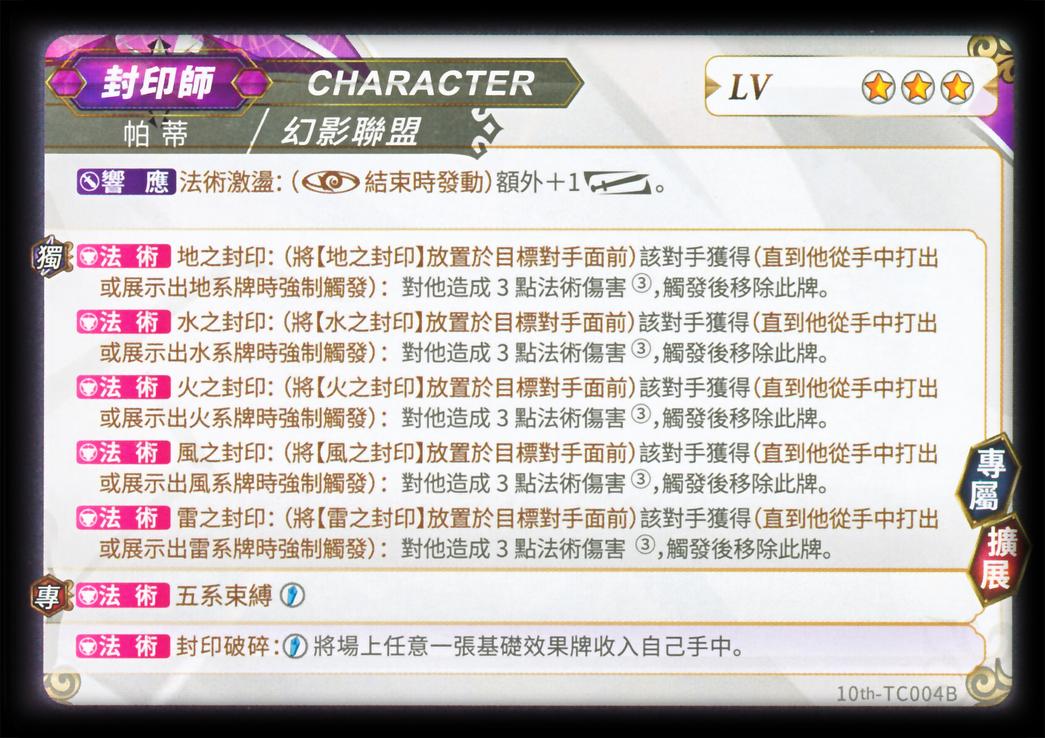 封印師 CHARACTER LV
帕蒂 / 幻影聯盟
響應 法術激盪:(結束時發動)額外+1。
獨 法術 地之封印:(將【地之封印】放置於目標對手面前)該對手獲得(直到他從手中打出
或展示出地系牌時強制觸發):對他造成 3 點法術傷害③,觸發後移除此牌。
法術 水之封印:(將【水之封印】放置於目標對手面前)該對手獲得(直到他從手中打出
或展示出水系牌時強制觸發):對他造成 3 點法術傷害③,觸發後移除此牌。
法術 火之封印:(將【火之封印】放置於目標對手面前)該對手獲得(直到他從手中打出
或展示出火系牌時強制觸發):對他造成 3 點法術傷害③,觸發後移除此牌。
法術 風之封印:(將【風之封印】放置於目標對手面前)該對手獲得(直到他從手中打出
或展示出風系牌時強制觸發):對他造成 3 點法術傷害③,觸發後移除此牌。
法術 雷之封印:(將【雷之封印】放置於目標對手面前)該對手獲得(直到他從手中打出
或展示出雷系牌時強制觸發):對他造成 3 點法術傷害③,觸發後移除此牌。
專屬
擴展
專 法術 五系束縛
法術 封印破碎:將場上任意一張基礎效果牌收入自己手中。
10th-TC004B